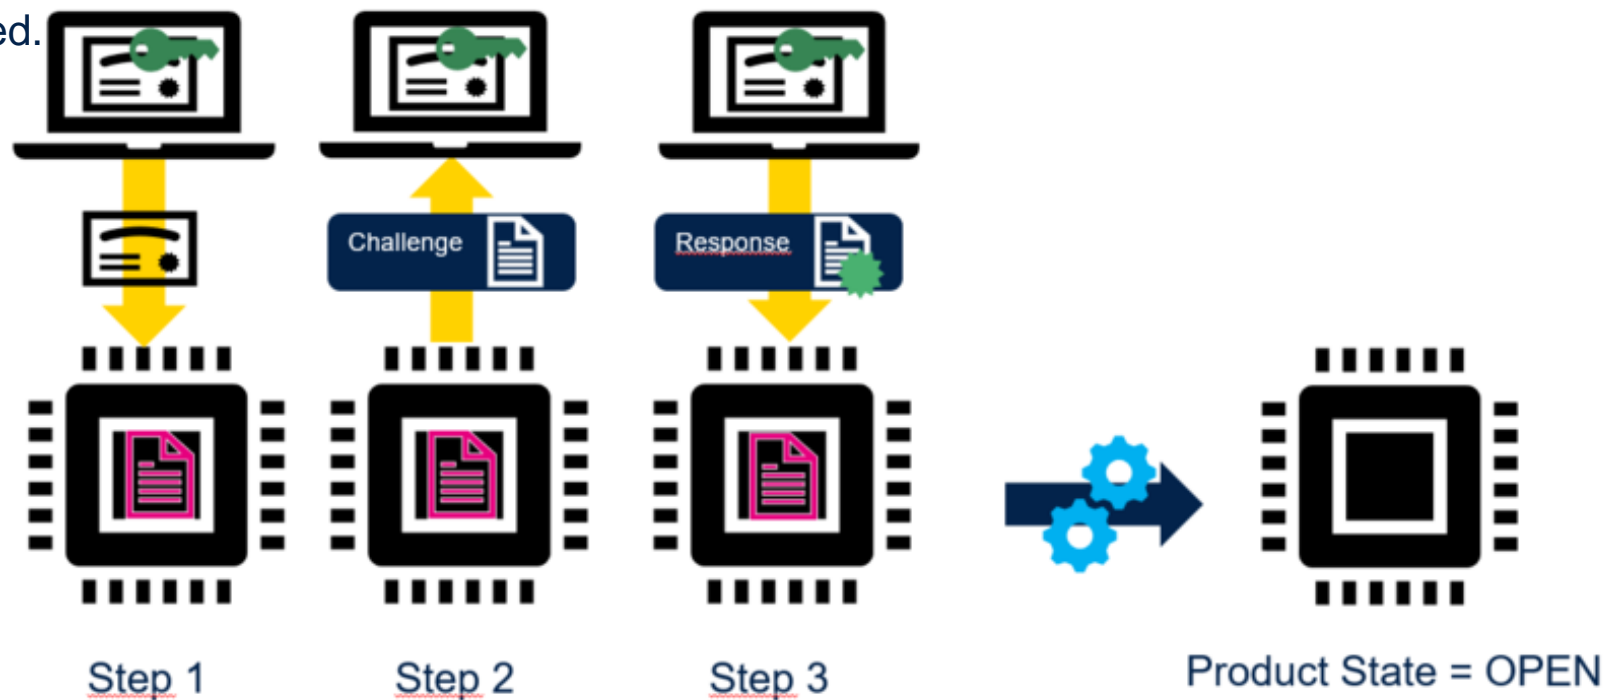 ed.
Challenge
Response
Step 1
Step 2
Step 3
Product State = OPEN